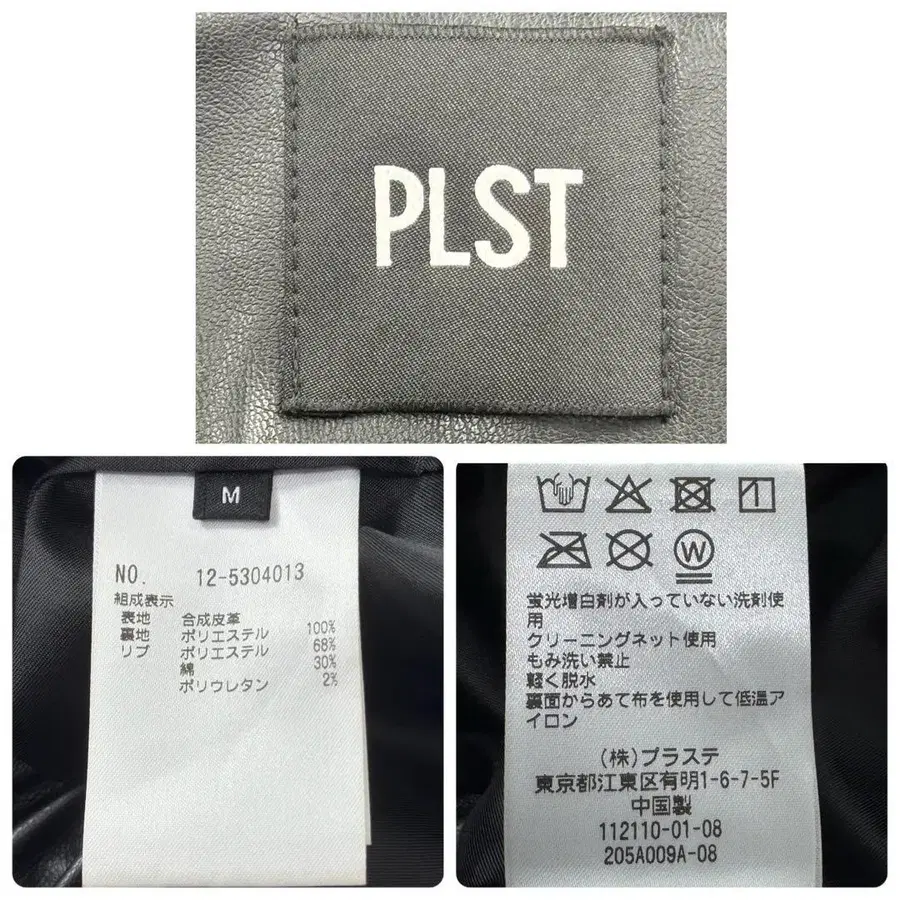 PLST
M
NO. 12-5304013
組成表示
表地 合成皮革
裏地 ポリエステル 100%
リブ ポリエステル 68%
綿 30%
ポリウレタン 2%
W
蛍光増白剤が入っていない洗剤使
用
クリーニングネット使用
もみ洗い禁止
軽く脱水
裏面からあて布を使用して低温ア
イロン
(株)プラステ
東京都江東区有明1-6-7-5F
中国製
112110-01-08
205A009A-08